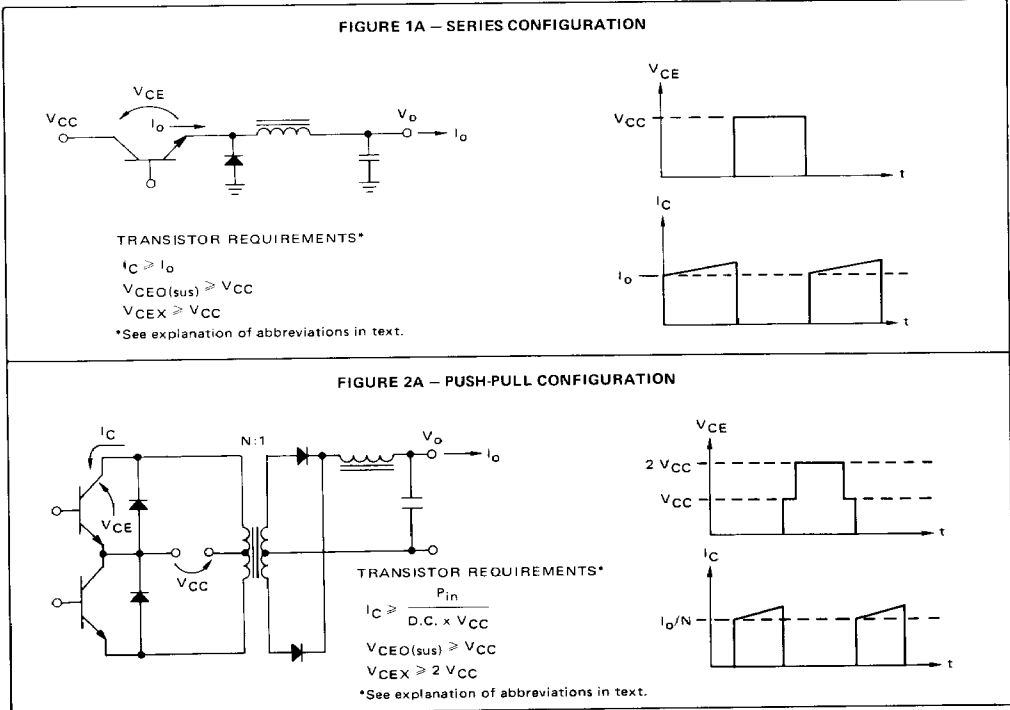 FIGURE 1A — SERIES CONFIGURATION
VCE
VCC
Io
Vo
Io
TRANSISTOR REQUIREMENTS*
IC ⩾ Io
VCEO(sus) ⩾ VCC
VCEX ⩾ VCC
*See explanation of abbreviations in text.
VCE
VCC
t
IC
Io
t
FIGURE 2A — PUSH-PULL CONFIGURATION
IC
N:1
Vo
Io
VCE
VCC
TRANSISTOR REQUIREMENTS*
IC ⩾ Pin / D.C. x VCC
VCEO(sus) ⩾ VCC
VCEX ⩾ 2 VCC
*See explanation of abbreviations in text.
VCE
2 VCC
VCC
t
IC
Io/N
t